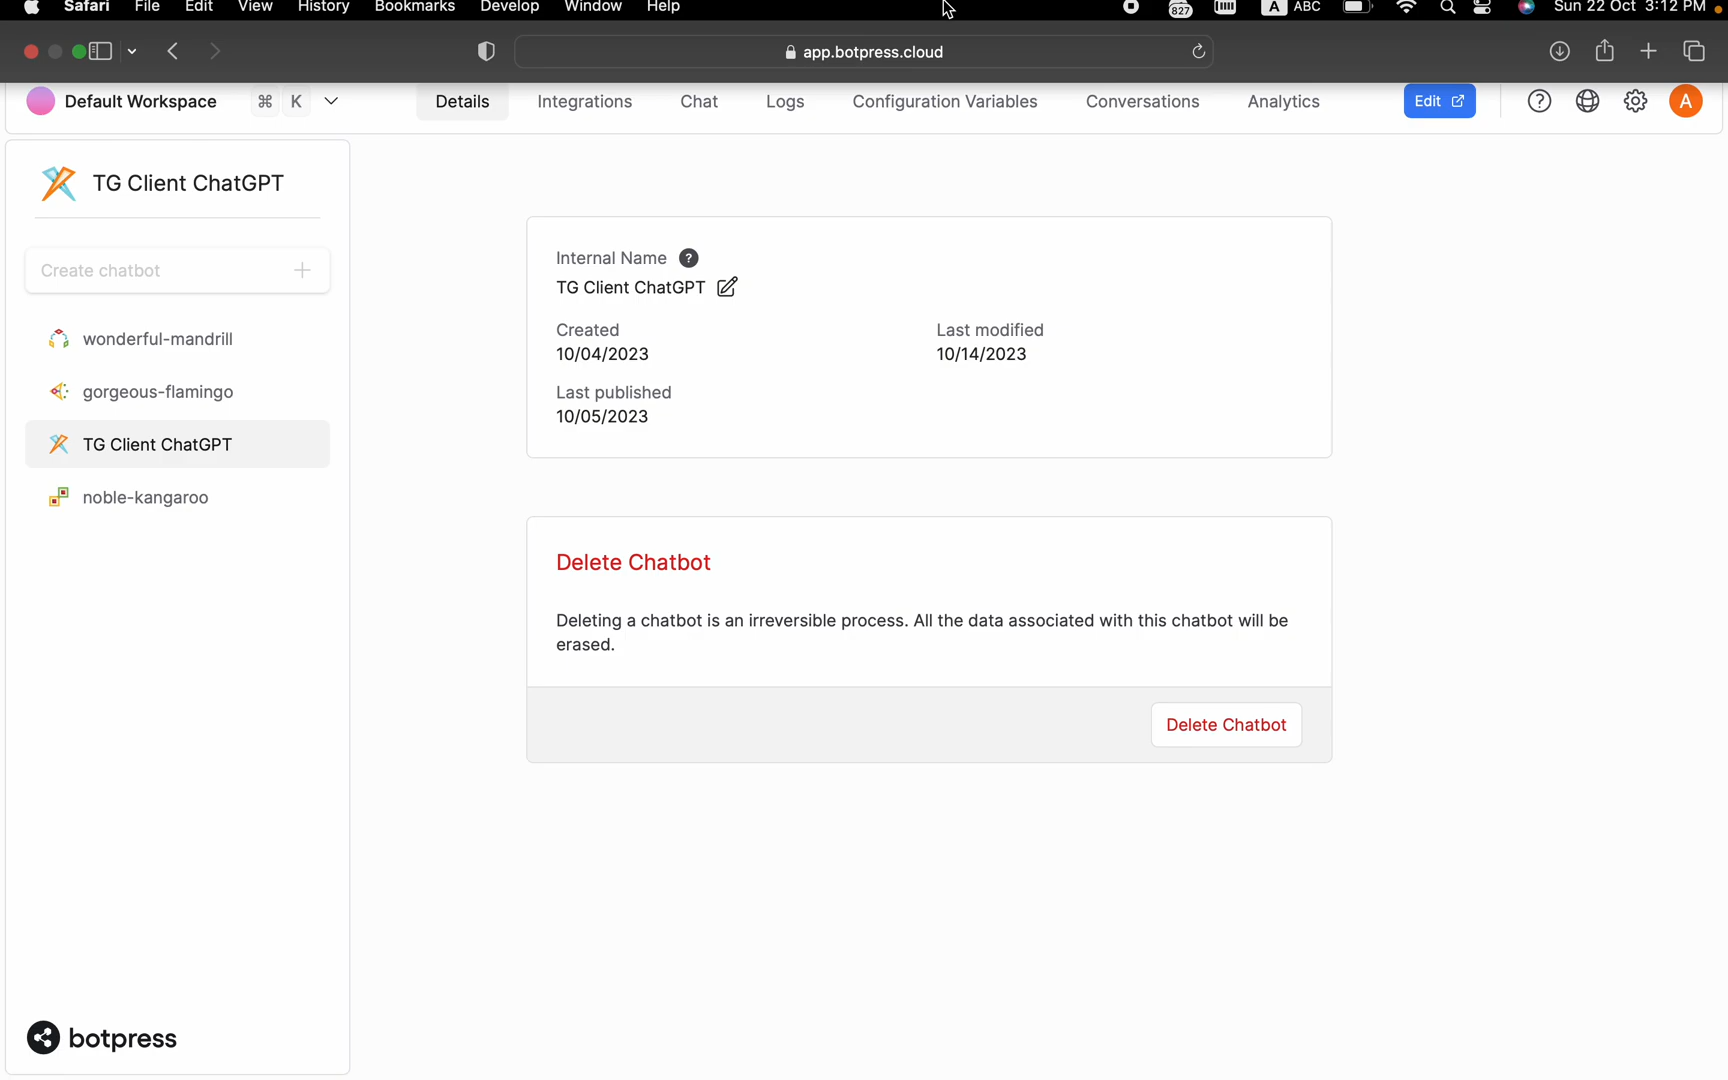 Safari File Edit View History Bookmarks Develop Window Help 827 A ABC Sun 22 Oct 3:12 PM
app.botpress.cloud
Default Workspace ⌘ K Details Integrations Chat Logs Configuration Variables Conversations Analytics Edit A
TG Client ChatGPT
Create chatbot
wonderful-mandrill
gorgeous-flamingo
TG Client ChatGPT
noble-kangaroo
botpress
Internal Name
TG Client ChatGPT
Created
10/04/2023
Last modified
10/14/2023
Last published
10/05/2023
Delete Chatbot
Deleting a chatbot is an irreversible process. All the data associated with this chatbot will be
erased.
Delete Chatbot